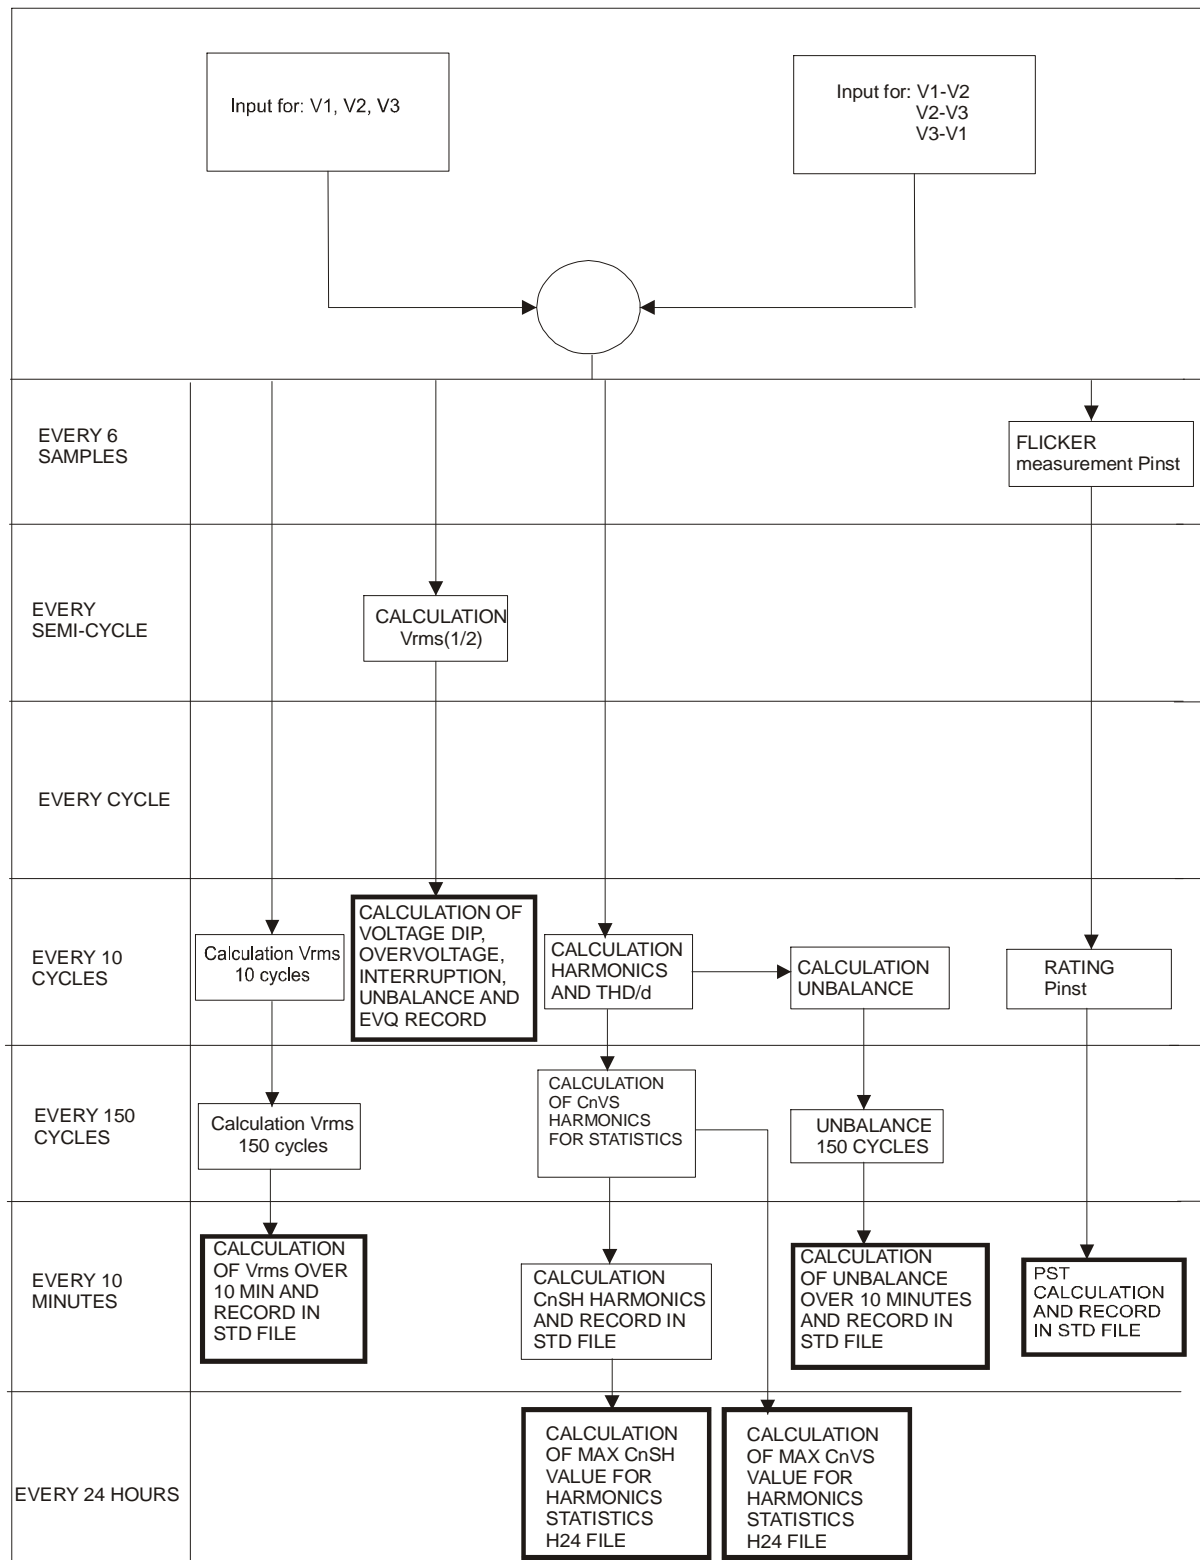 Input for: V1, V2, V3
Input for: V1-V2
V2-V3
V3-V1
EVERY 6
SAMPLES
FLICKER
measurement Pinst
EVERY
SEMI-CYCLE
CALCULATION
Vrms(1/2)
EVERY CYCLE
EVERY 10
CYCLES
Calculation Vrms
10 cycles
CALCULATION OF
VOLTAGE DIP,
OVERVOLTAGE,
INTERRUPTION,
UNBALANCE AND
EVQ RECORD
CALCULATION
HARMONICS
AND THD/d
CALCULATION
UNBALANCE
RATING
Pinst
EVERY 150
CYCLES
Calculation Vrms
150 cycles
CALCULATION
OF CnVS
HARMONICS
FOR STATISTICS
UNBALANCE
150 CYCLES
EVERY 10
MINUTES
CALCULATION
OF Vrms OVER
10 MIN AND
RECORD IN
STD FILE
CALCULATION
CnSH HARMONICS
AND RECORD IN
STD FILE
CALCULATION
OF UNBALANCE
OVER 10 MINUTES
AND RECORD IN
STD FILE
PST
CALCULATION
AND RECORD
IN STD FILE
EVERY 24 HOURS
CALCULATION
OF MAX CnSH
VALUE FOR
HARMONICS
STATISTICS
H24 FILE
CALCULATION
OF MAX CnVS
VALUE FOR
HARMONICS
STATISTICS
H24 FILE